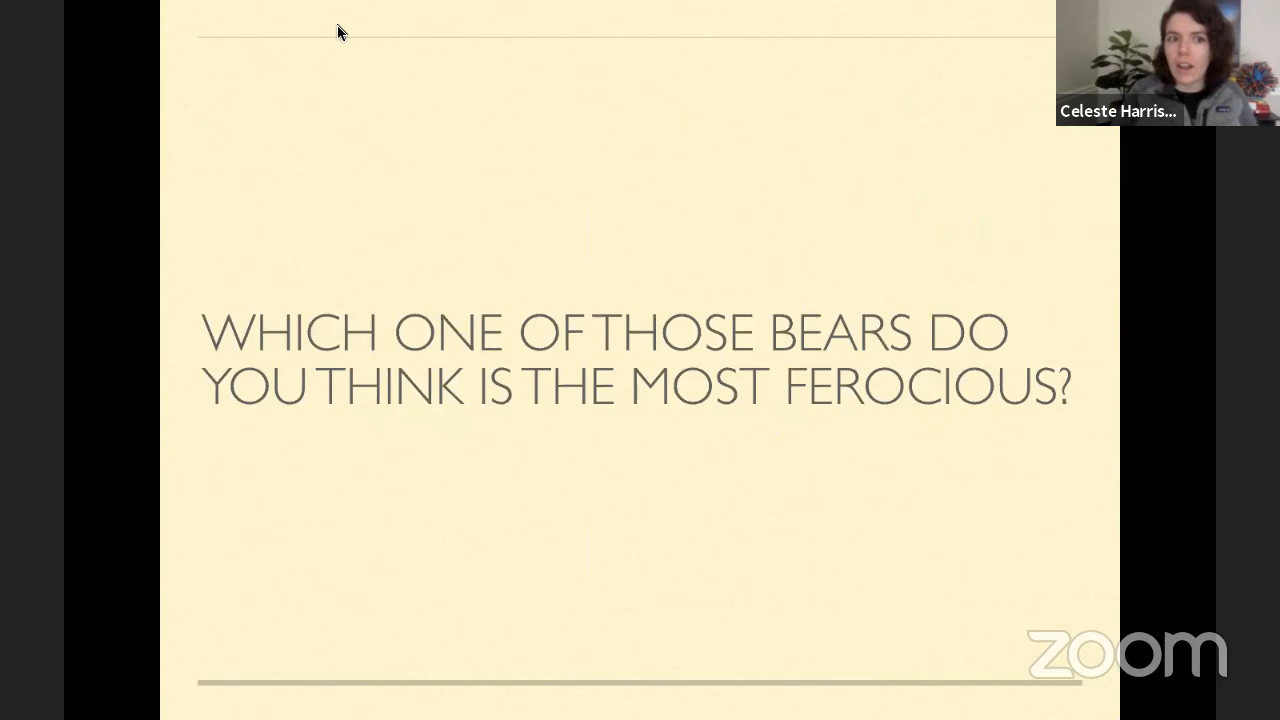 Celeste Harris...
WHICH ONE OF THOSE BEARS DO
YOU THINK IS THE MOST FEROCIOUS?
zoom